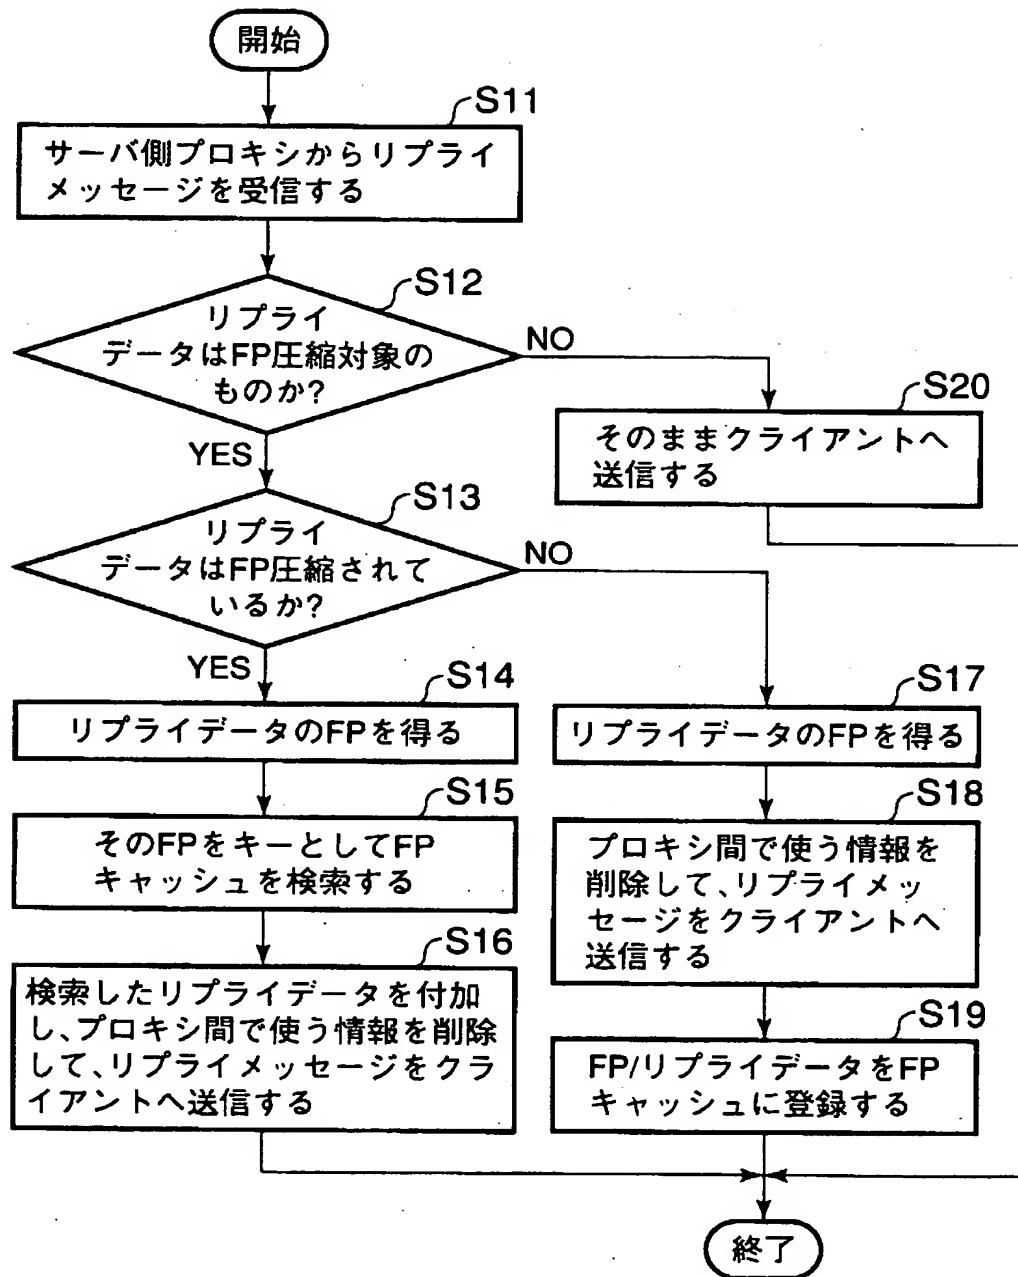 開始
S11
サーバ側プロキシからリプライ
メッセージを受信する
S12
リプライ
データはFP圧縮対象の
ものか?
NO
YES
S20
そのままクライアントへ
送信する
S13
リプライ
データはFP圧縮されて
いるか?
NO
YES
S14
リプライデータのFPを得る
S15
そのFPをキーとしてFP
キャッシュを検索する
S16
検索したリプライデータを付加
し、プロキシ間で使う情報を削除
して、リプライメッセージをクラ
イアントへ送信する
S17
リプライデータのFPを得る
S18
プロキシ間で使う情報を
削除して、リプライメッ
セージをクライアントへ
送信する
S19
FP/リプライデータをFP
キャッシュに登録する
終了